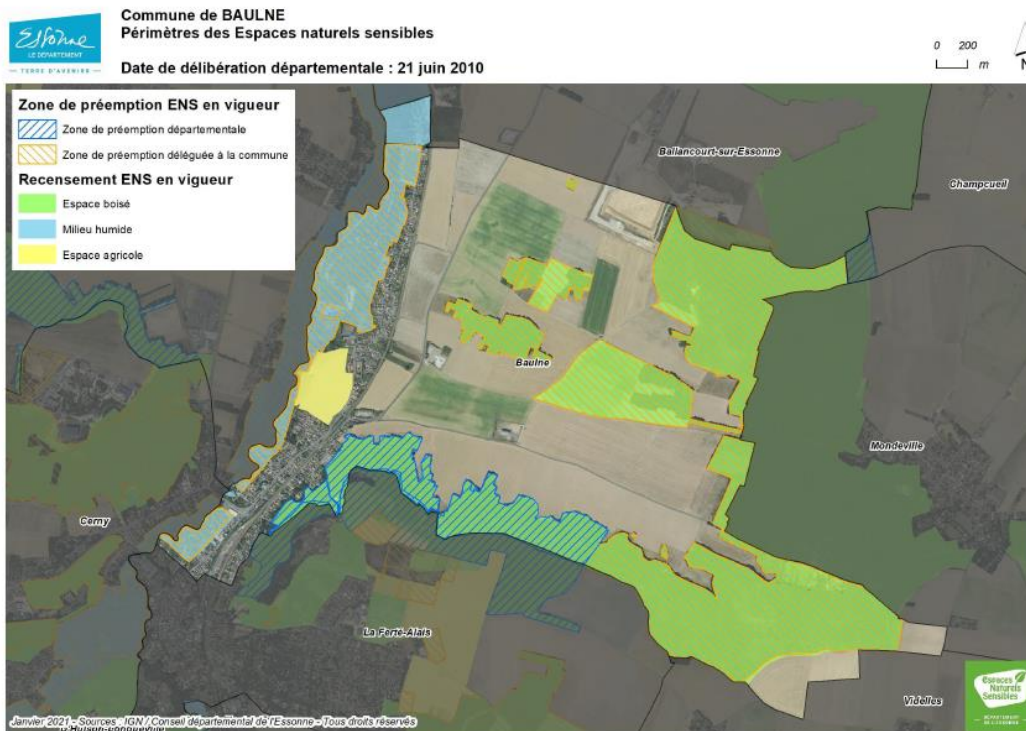 Essonne
LE DÉPARTEMENT
TERRE D'AVENIR
Commune de BAULNE
Périmètres des Espaces naturels sensibles
Date de délibération départementale : 21 juin 2010
0 200
m
N
Zone de préemption ENS en vigueur
Zone de préemption départementale
Zone de préemption déléguée à la commune
Recensement ENS en vigueur
Espace boisé
Milieu humide
Espace agricole
Ballancourt-sur-Essonne
Champcueil
Baulne
Mondeville
Cerny
La Ferté-Alais
Videlles
Espaces
Naturels
Sensibles
Janvier 2021 - Sources : IGN / Conseil départemental de l'Essonne - Tous droits réservés